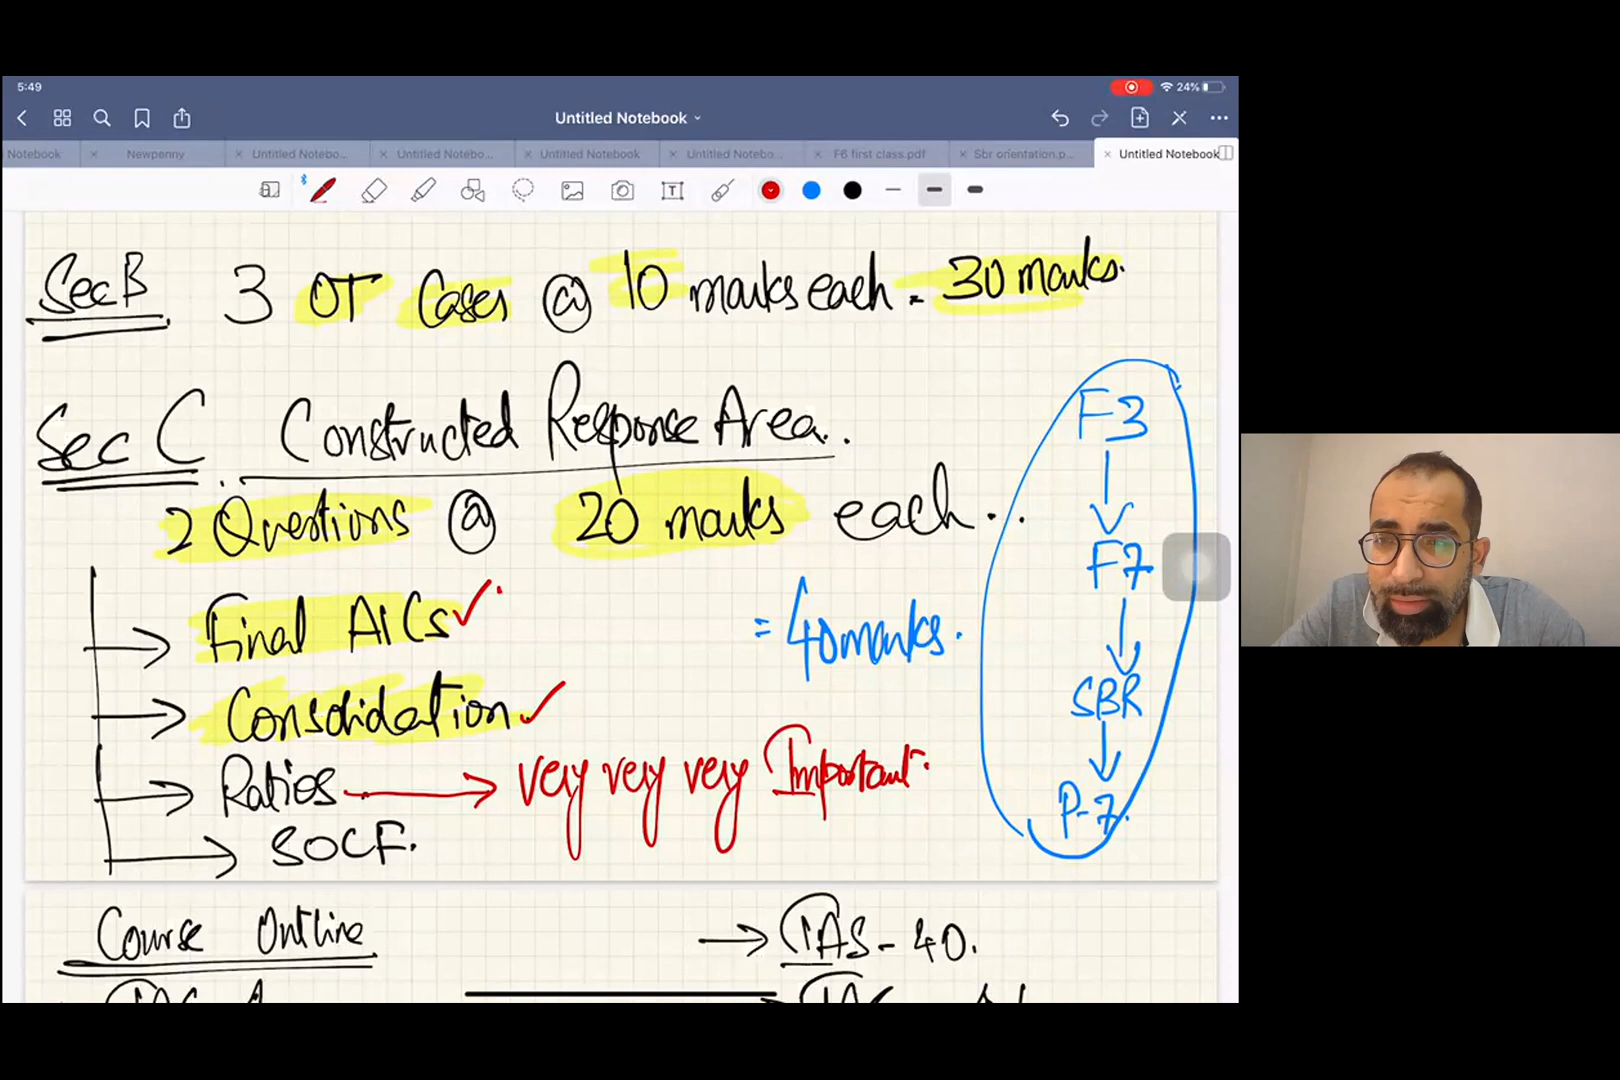 5:49
24%
Untitled Notebook
Notebook
Newpenny
Untitled Notebo...
Untitled Notebo...
Untitled Notebook
Untitled Notebo...
F6 first class.pdf
Sbr orientation.p...
Untitled Notebook
Sec B 3 OT Cases @ 10 marks each = 30 marks.
Sec C Constructed Response Area..
2 Questions @ 20 marks each...
Final A/Cs
= 40 marks.
Consolidation
Ratios → very very very Important.
SOCF.
F3
F7
SBR
P-7.
Course Outline
→ IAS - 40.